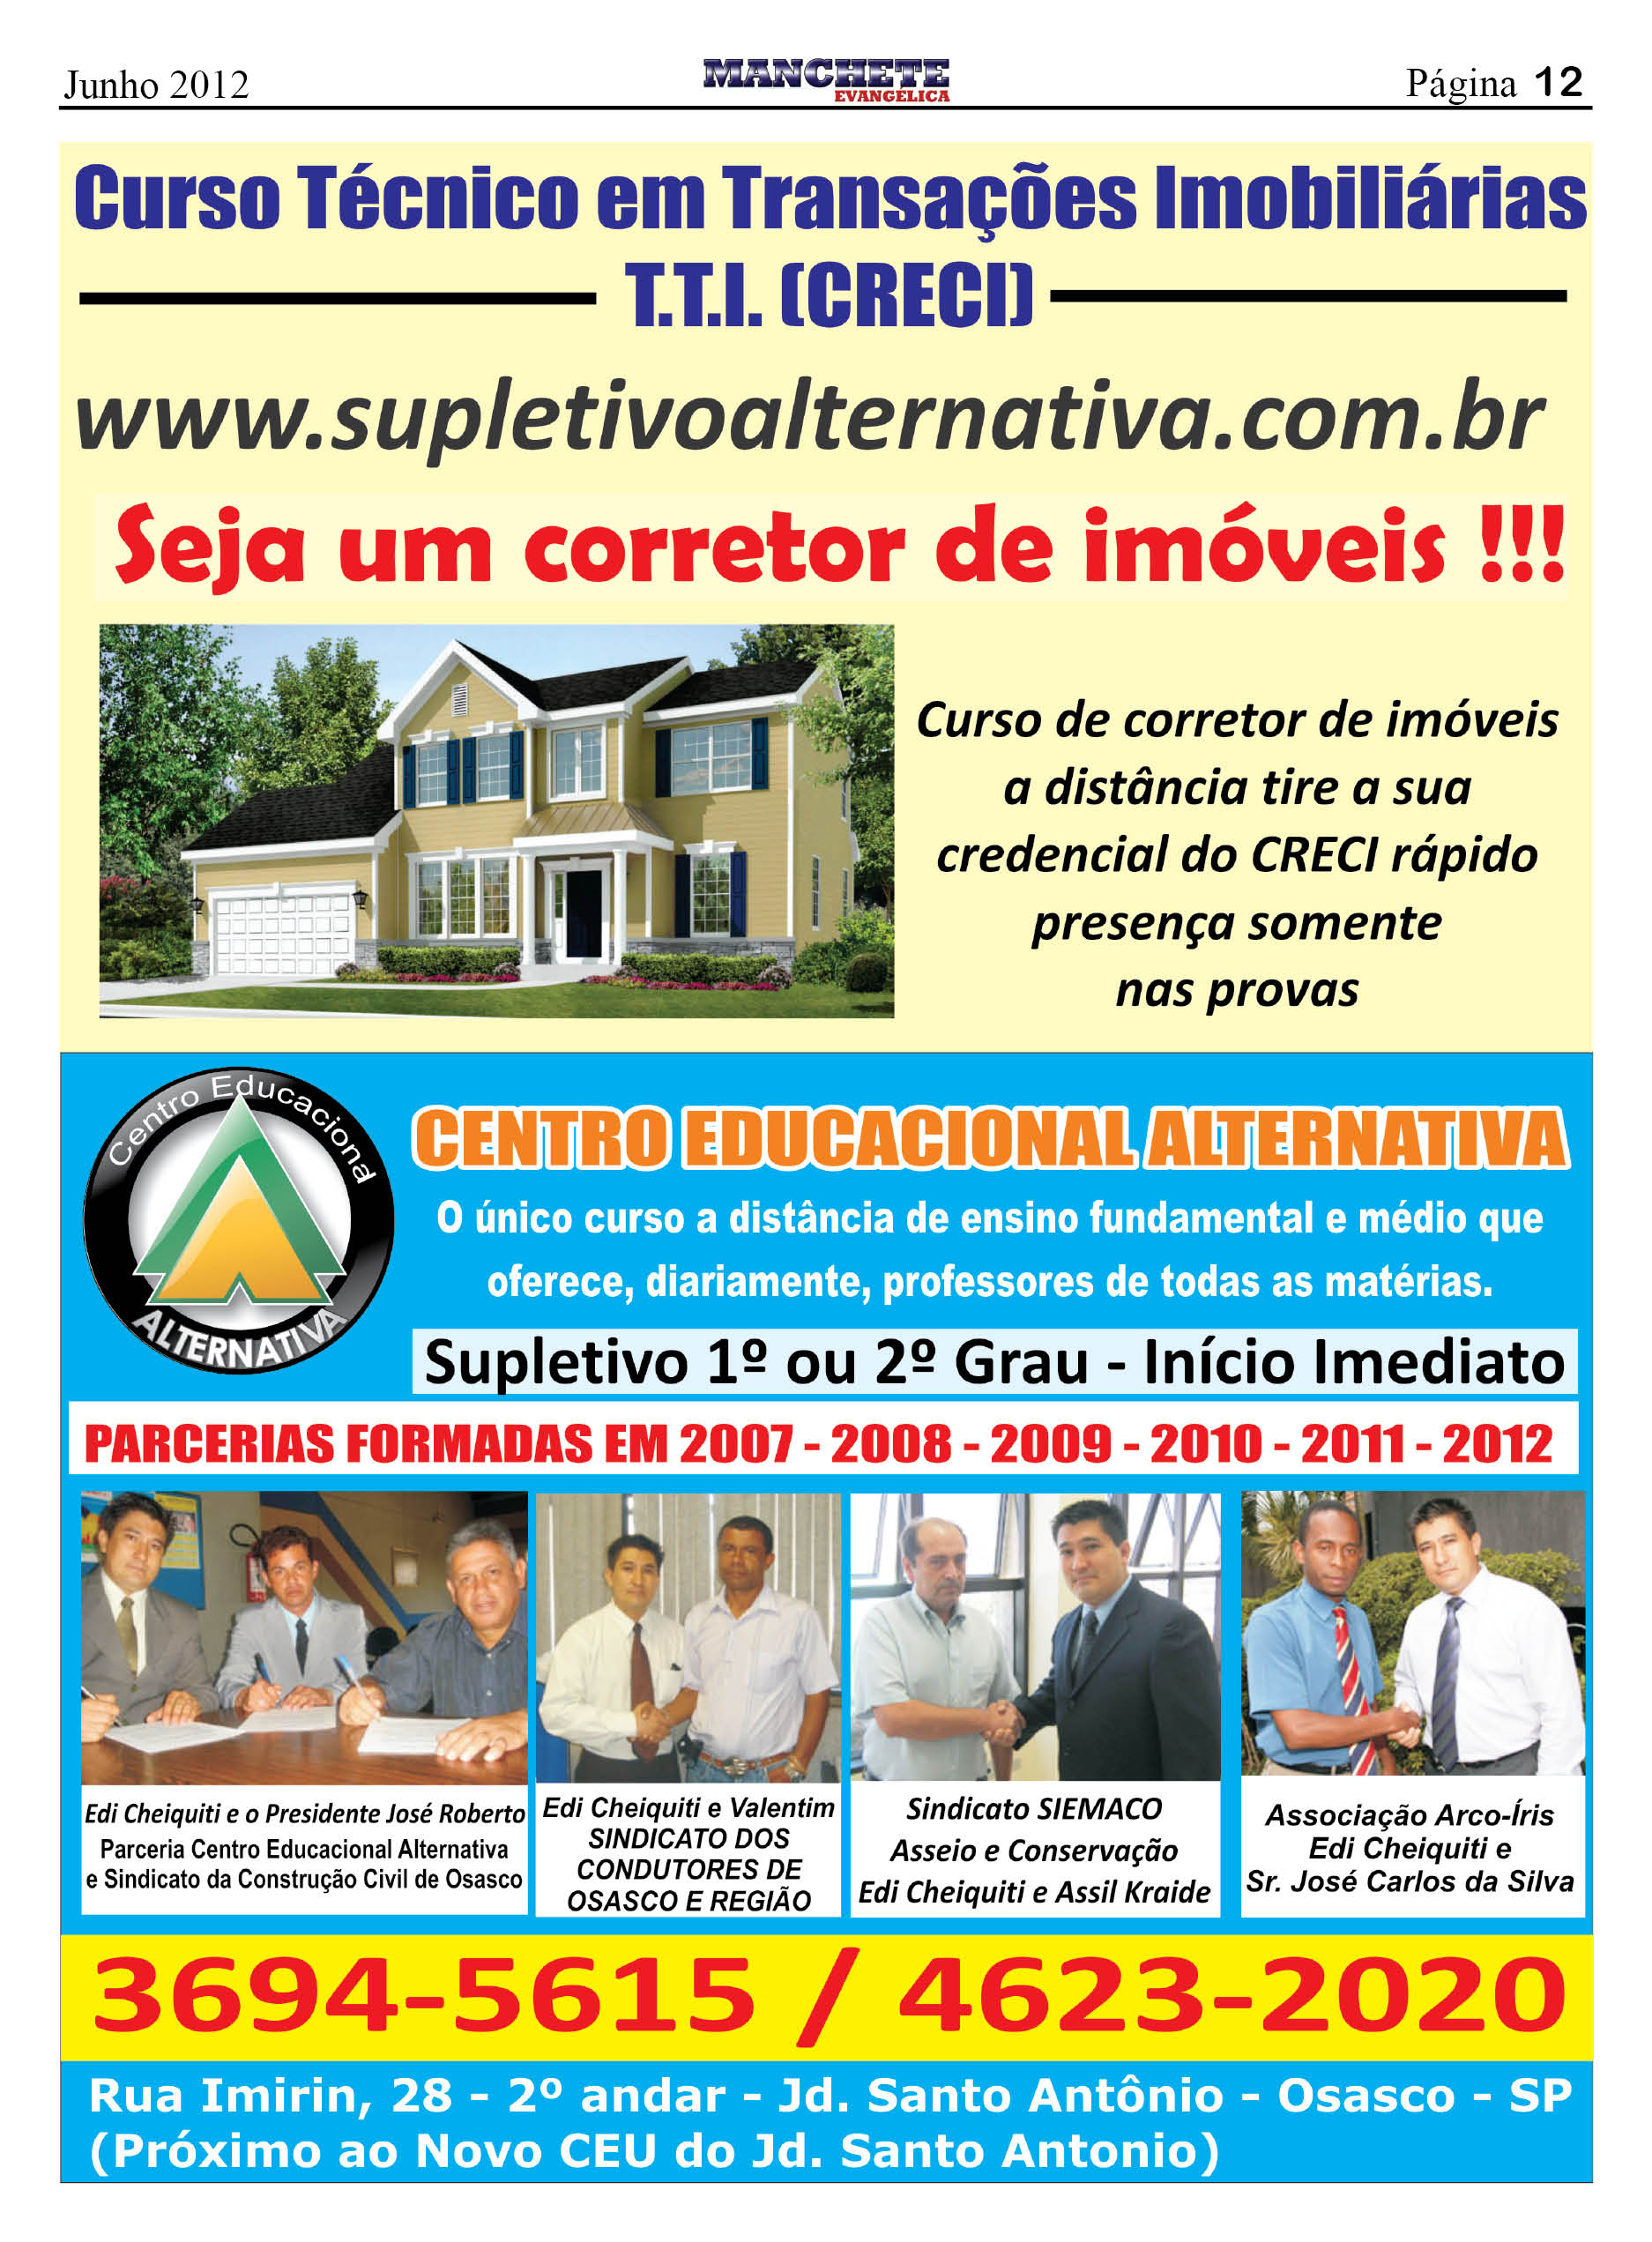 Junho 2012
MANCHETE
EVANGÉLICA
Página 12
Curso Técnico em Transações Imobiliárias
T.T.I. (CRECI)
www.supletivoalternativa.com.br
Seja um corretor de imóveis !!!
Curso de corretor de imóveis
a distância tire a sua
credencial do CRECI rápido
presença somente
nas provas
Centro Educacional
ALTERNATIVA
CENTRO EDUCACIONAL ALTERNATIVA
O único curso a distância de ensino fundamental e médio que
oferece, diariamente, professores de todas as matérias.
Supletivo 1º ou 2º Grau - Início Imediato
PARCERIAS FORMADAS EM 2007 - 2008 - 2009 - 2010 - 2011 - 2012
Edi Cheiquiti e o Presidente José Roberto
Parceria Centro Educacional Alternativa
e Sindicato da Construção Civil de Osasco
Edi Cheiquiti e Valentim
SINDICATO DOS
CONDUTORES DE
OSASCO E REGIÃO
Sindicato SIEMACO
Asseio e Conservação
Edi Cheiquiti e Assil Kraide
Associação Arco-Íris
Edi Cheiquiti e
Sr. José Carlos da Silva
3694-5615 / 4623-2020
Rua Imirin, 28 - 2º andar - Jd. Santo Antônio - Osasco - SP
(Próximo ao Novo CEU do Jd. Santo Antonio)